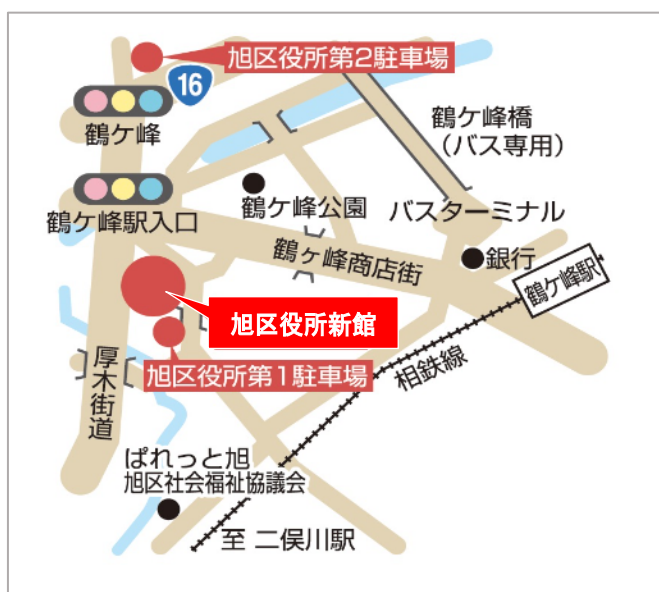 旭区役所第2駐車場
16
鶴ケ峰
鶴ケ峰橋
（バス専用）
鶴ケ峰駅入口
鶴ケ峰公園
バスターミナル
鶴ヶ峰商店街
銀行
鶴ケ峰駅
旭区役所新館
旭区役所第1駐車場
厚木街道
相鉄線
ぱれっと旭
旭区社会福祉協議会
至 二俣川駅